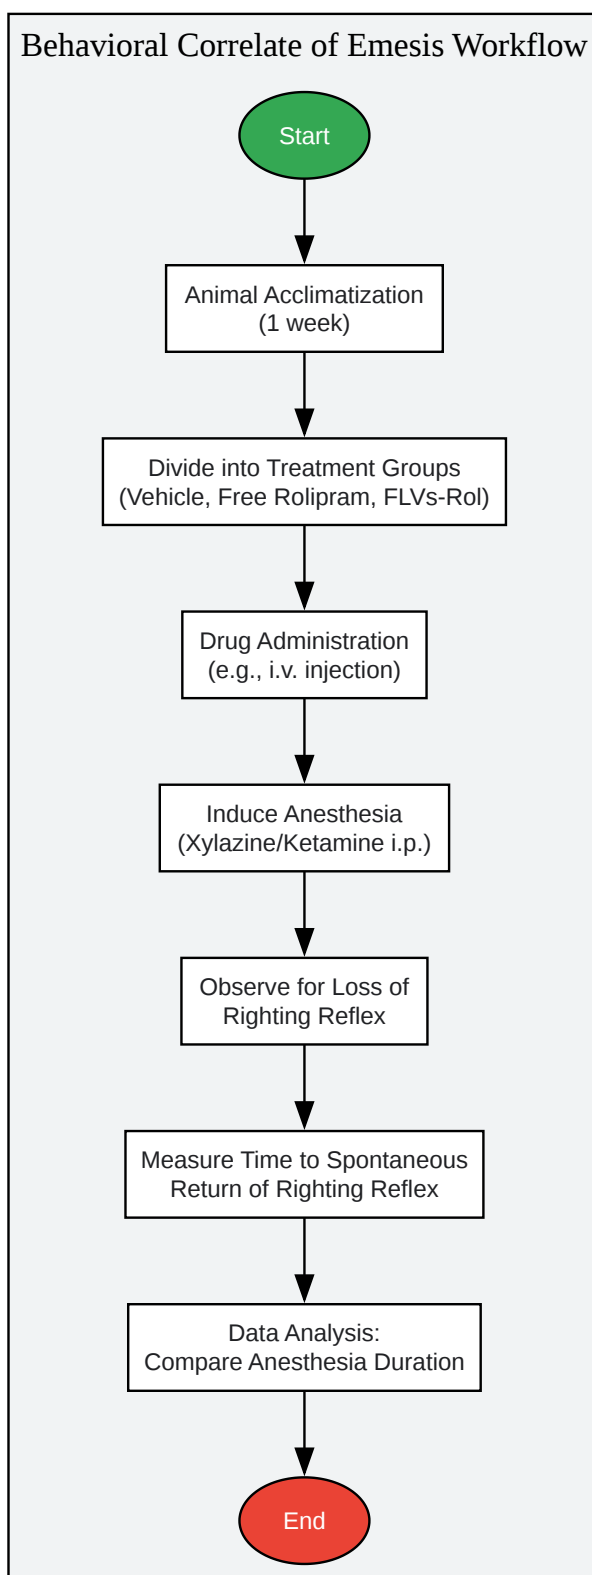 Behavioral Correlate of Emesis Workflow
Start
Animal Acclimatization
(1 week)
Divide into Treatment Groups
(Vehicle, Free Rolipram, FLVs-Rol)
Drug Administration
(e.g., i.v. injection)
Induce Anesthesia
(Xylazine/Ketamine i.p.)
Observe for Loss of
Righting Reflex
Measure Time to Spontaneous
Return of Righting Reflex
Data Analysis:
Compare Anesthesia Duration
End